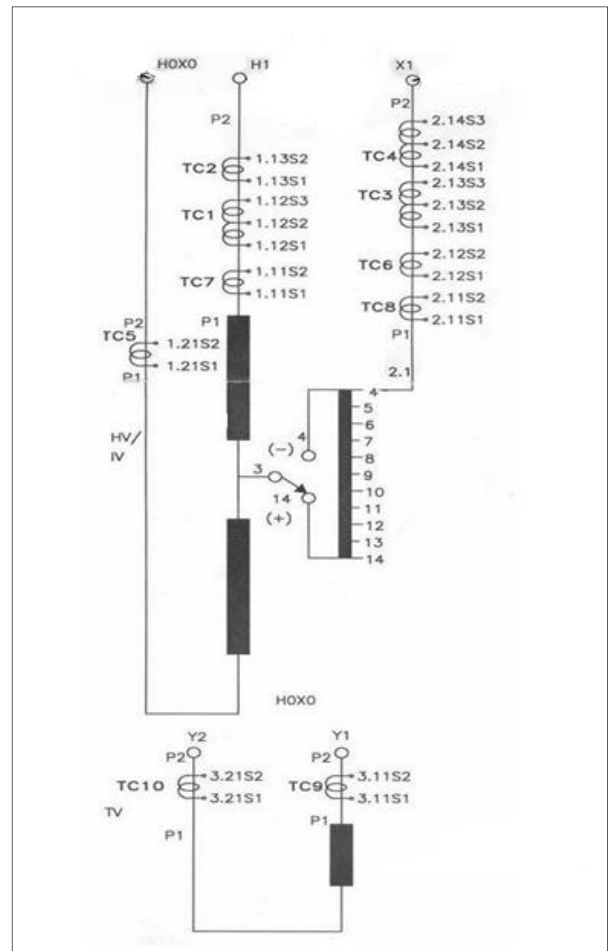 H0X0 H1 X1
P2 P2
2.14S3
2.14S2
TC4
2.14S1
1.13S2
TC2
1.13S1
2.13S3
TC3
2.13S2
2.13S1
1.12S3
TC1
1.12S2
1.12S1
2.12S2
TC6
2.12S1
1.11S2
TC7
1.11S1
2.11S2
TC8
2.11S1
P2 P1 P1
TC5
1.21S2
1.21S1
P1
2.1
4
5
6
7
8
9
10
11
12
13
14
HV/
IV
4
(-)
3
14
(+)
H0X0
Y2 Y1
P2 P2
3.21S2 3.11S2
TC10 TC9
3.21S1 3.11S1
TV
P1 P1